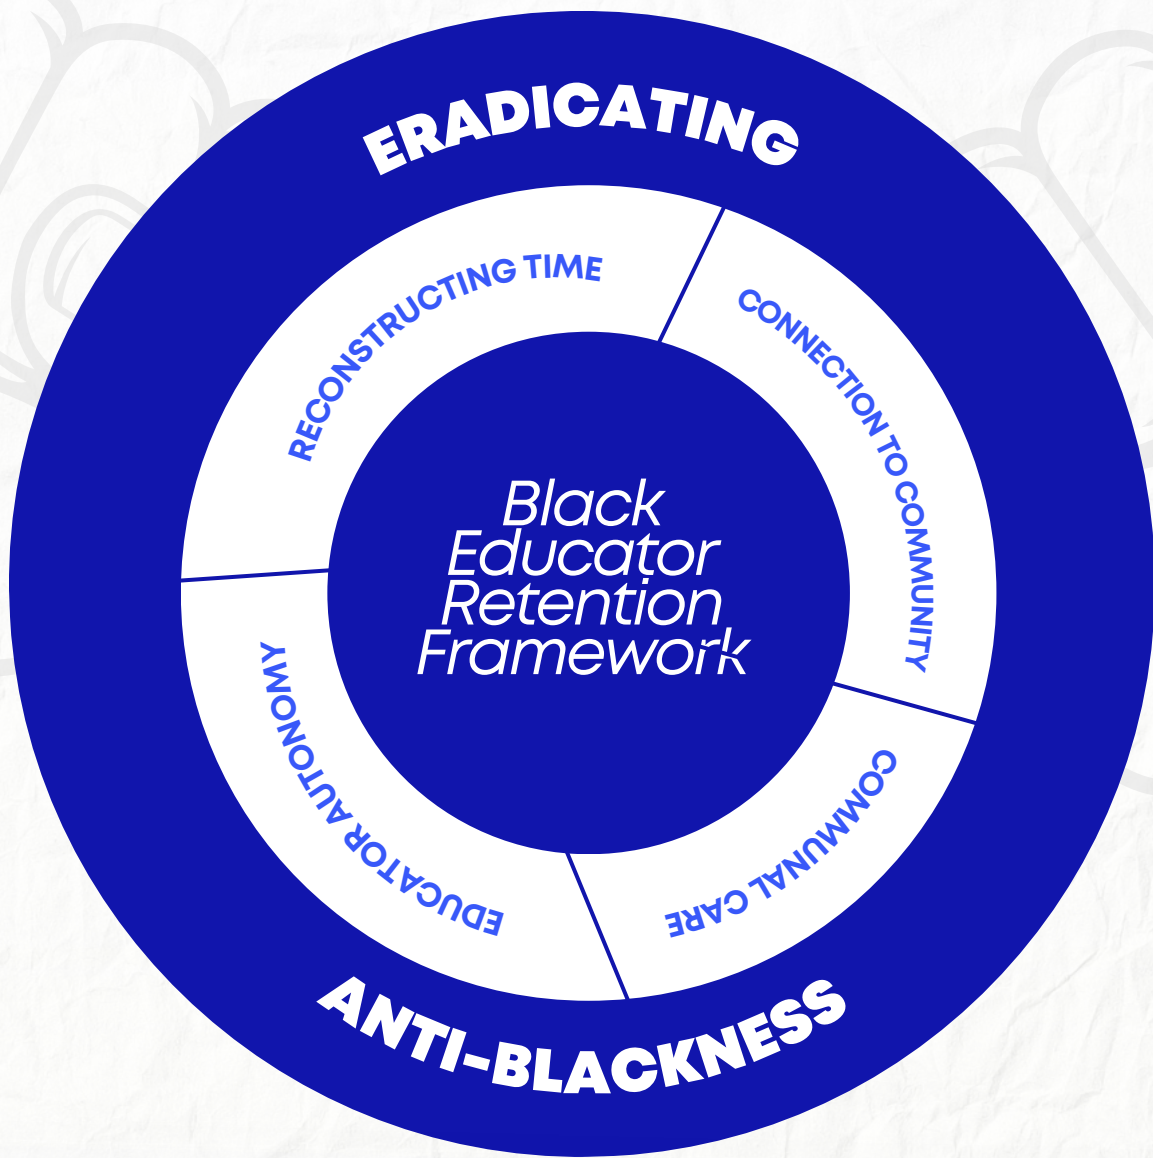 ERADICATING
RECONSTRUCTING TIME
CONNECTION TO COMMUNITY
Black
Educator
Retention
Framework
EDUCATOR AUTONOMY
COMMUNAL CARE
ANTI-BLACKNESS